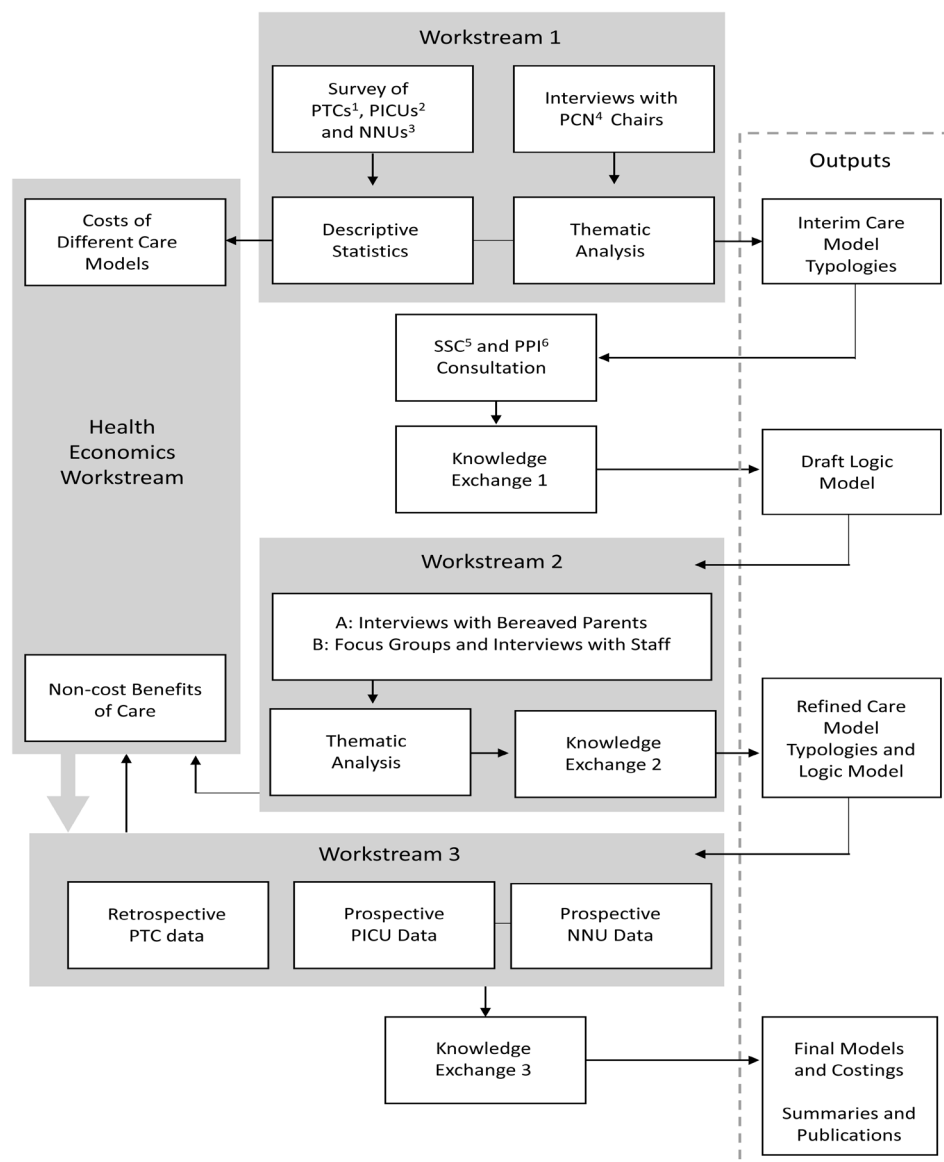 Workstream 1
Survey of
PTCs¹, PICUs²
and NNUs³
Interviews with
PCN⁴ Chairs
Outputs
Costs of
Different Care
Models
Descriptive
Statistics
Thematic
Analysis
Interim Care
Model
Typologies
SSC⁵ and PPI⁶
Consultation
Health
Economics
Workstream
Knowledge
Exchange 1
Draft Logic
Model
Workstream 2
A: Interviews with Bereaved Parents
B: Focus Groups and Interviews with Staff
Non-cost Benefits
of Care
Thematic
Analysis
Knowledge
Exchange 2
Refined Care
Model
Typologies and
Logic Model
Workstream 3
Retrospective
PTC data
Prospective
PICU Data
Prospective
NNU Data
Knowledge
Exchange 3
Final Models
and Costings
Summaries and
Publications